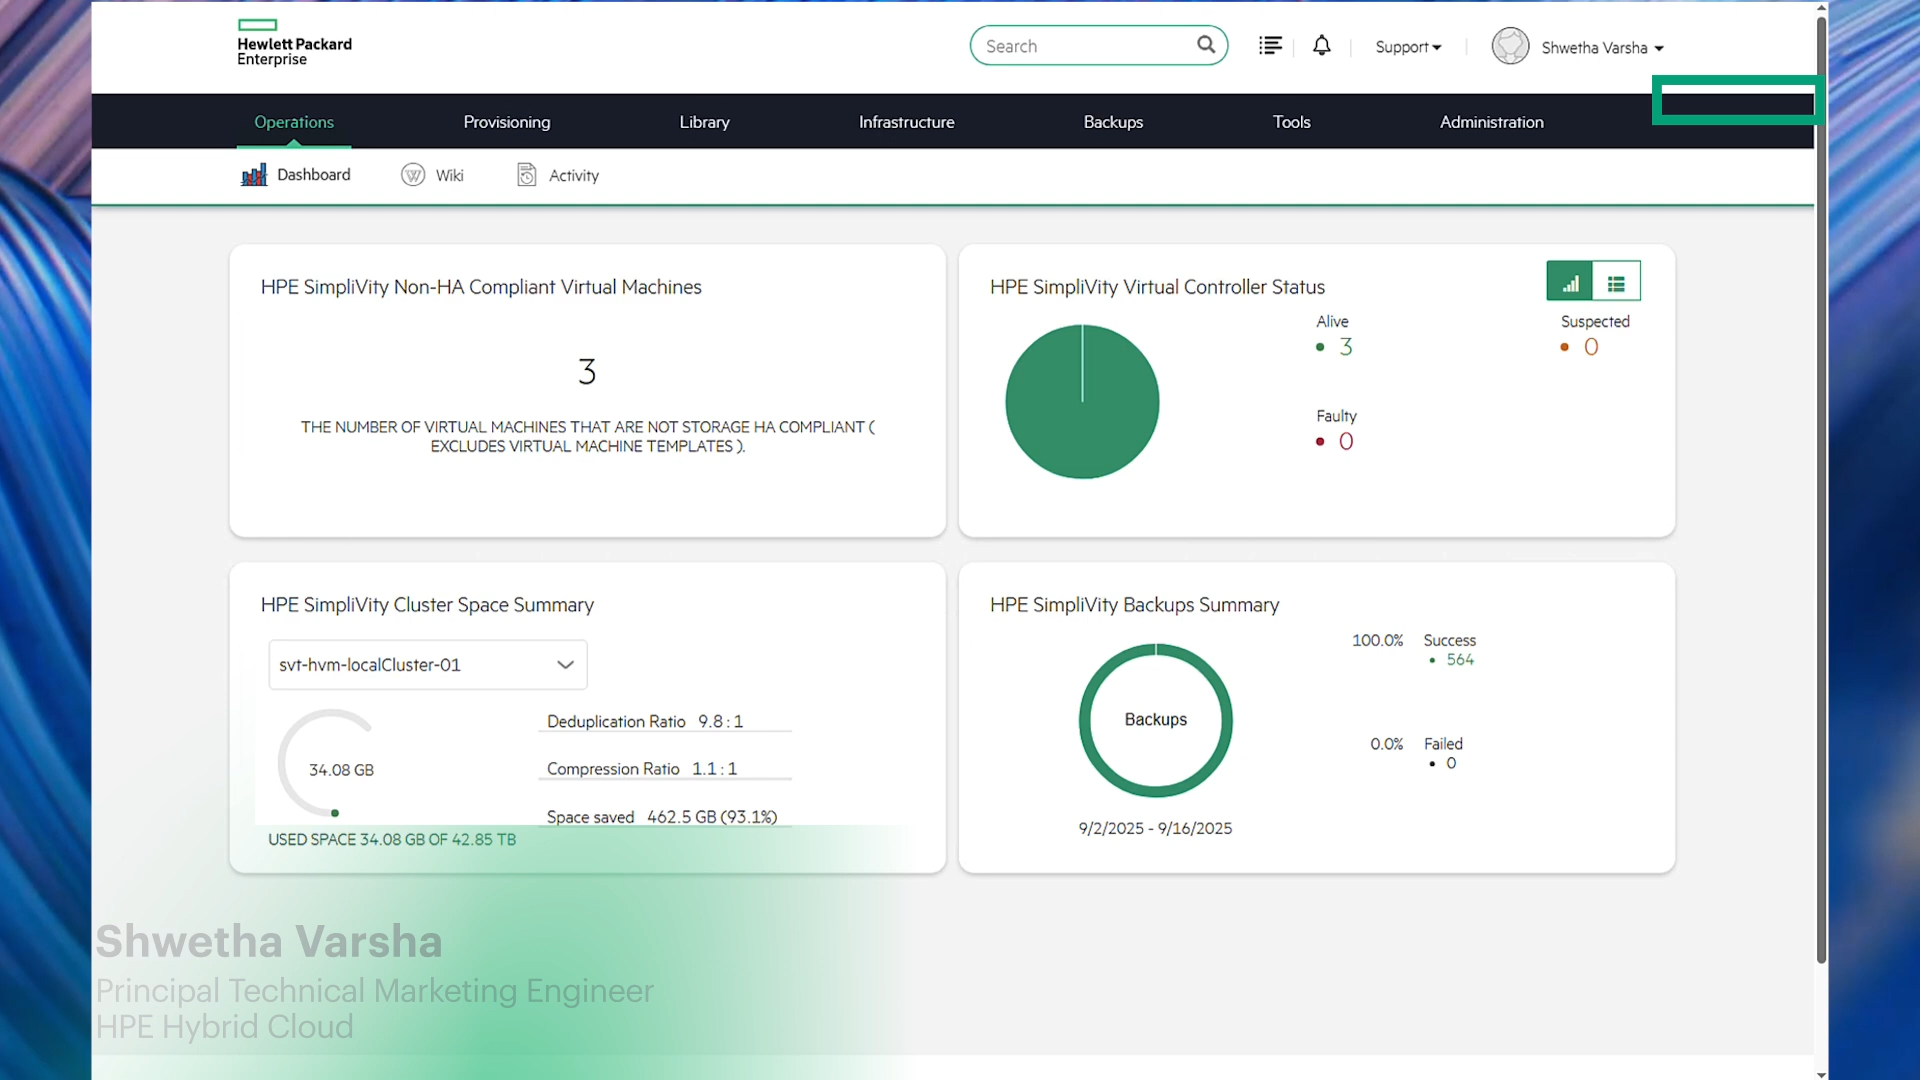 Hewlett Packard
Enterprise
Search
Support
Shwetha Varsha
Operations
Provisioning
Library
Infrastructure
Backups
Tools
Administration
Dashboard
Wiki
Activity
HPE SimpliVity Non-HA Compliant Virtual Machines
3
THE NUMBER OF VIRTUAL MACHINES THAT ARE NOT STORAGE HA COMPLIANT (
EXCLUDES VIRTUAL MACHINE TEMPLATES ).
HPE SimpliVity Virtual Controller Status
Alive
3
Suspected
0
Faulty
0
HPE SimpliVity Cluster Space Summary
svt-hvm-localCluster-01
34.08 GB
Deduplication Ratio 9.8 : 1
Compression Ratio 1.1 : 1
Space saved 462.5 GB (93.1%)
USED SPACE 34.08 GB OF 42.85 TB
HPE SimpliVity Backups Summary
Backups
9/2/2025 - 9/16/2025
100.0% Success
564
0.0% Failed
0
Shwetha Varsha
Principal Technical Marketing Engineer
HPE Hybrid Cloud